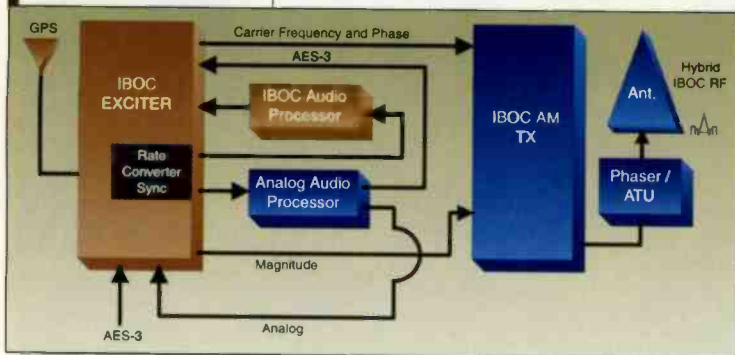 GPS
Carrier Frequency and Phase
AES-3
IBOC
EXCITER
IBOC Audio
Processor
Rate
Converter
Sync
Analog Audio
Processor
Magnitude
AES-3
Analog
IBOC AM
TX
Ant.
Hybrid
IBOC RF
Phaser /
ATU